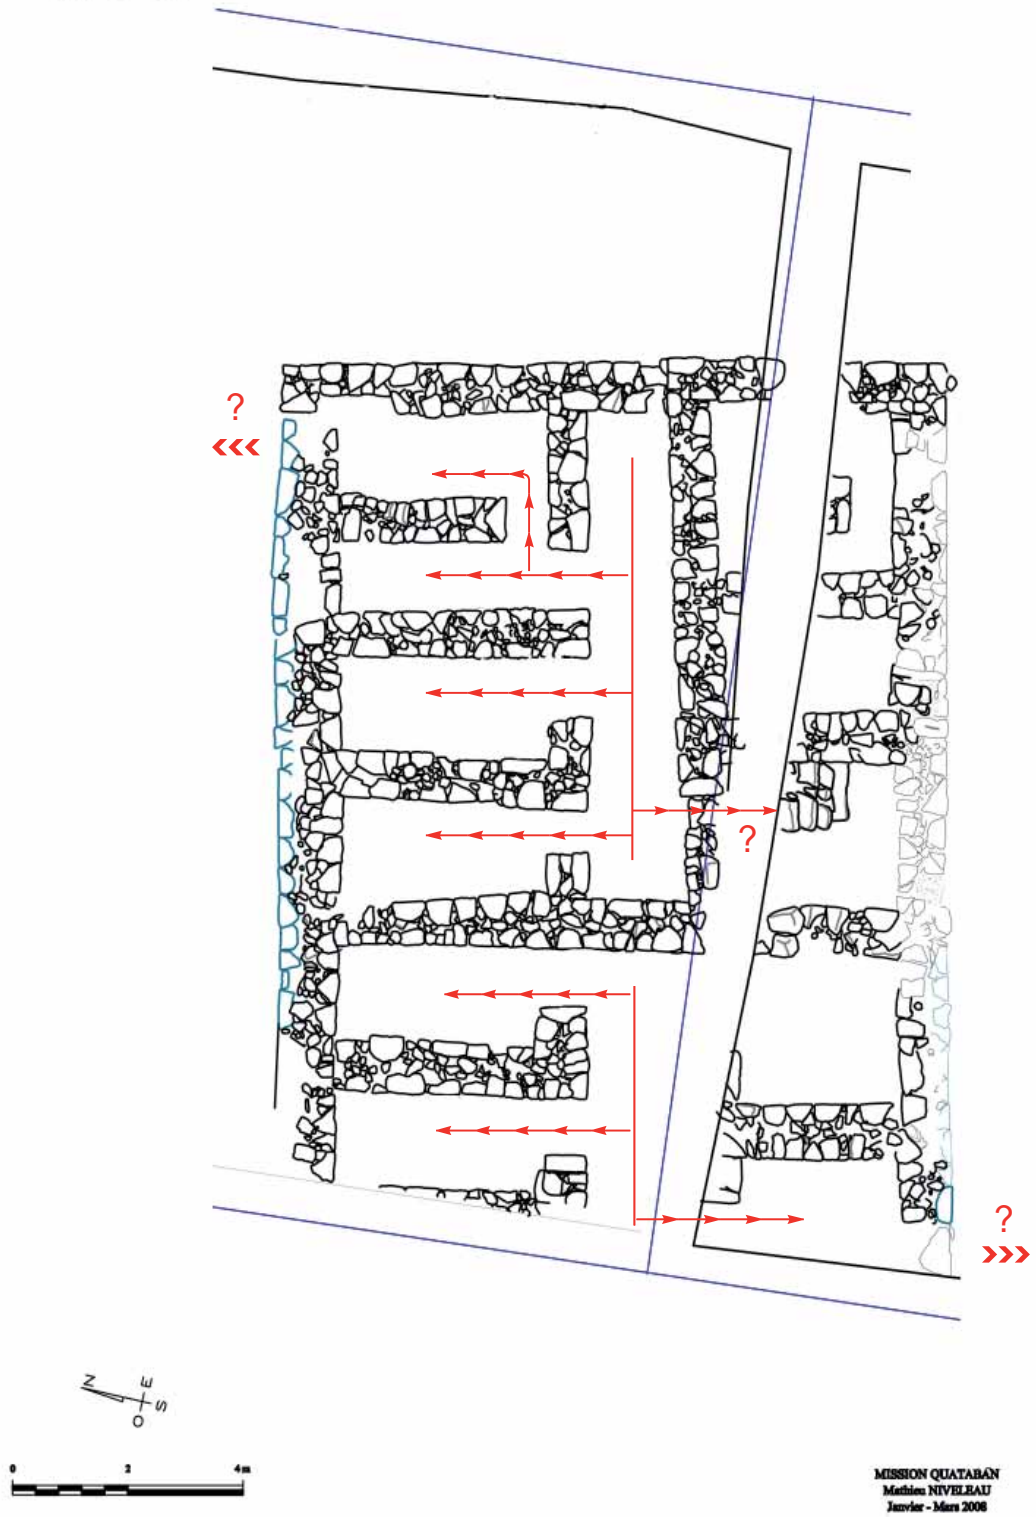 ?
?
?
N
E
S
O
0 2 4m
MISSION QUATABAN
Mathieu NIVELEAU
Janvier - Mars 2008